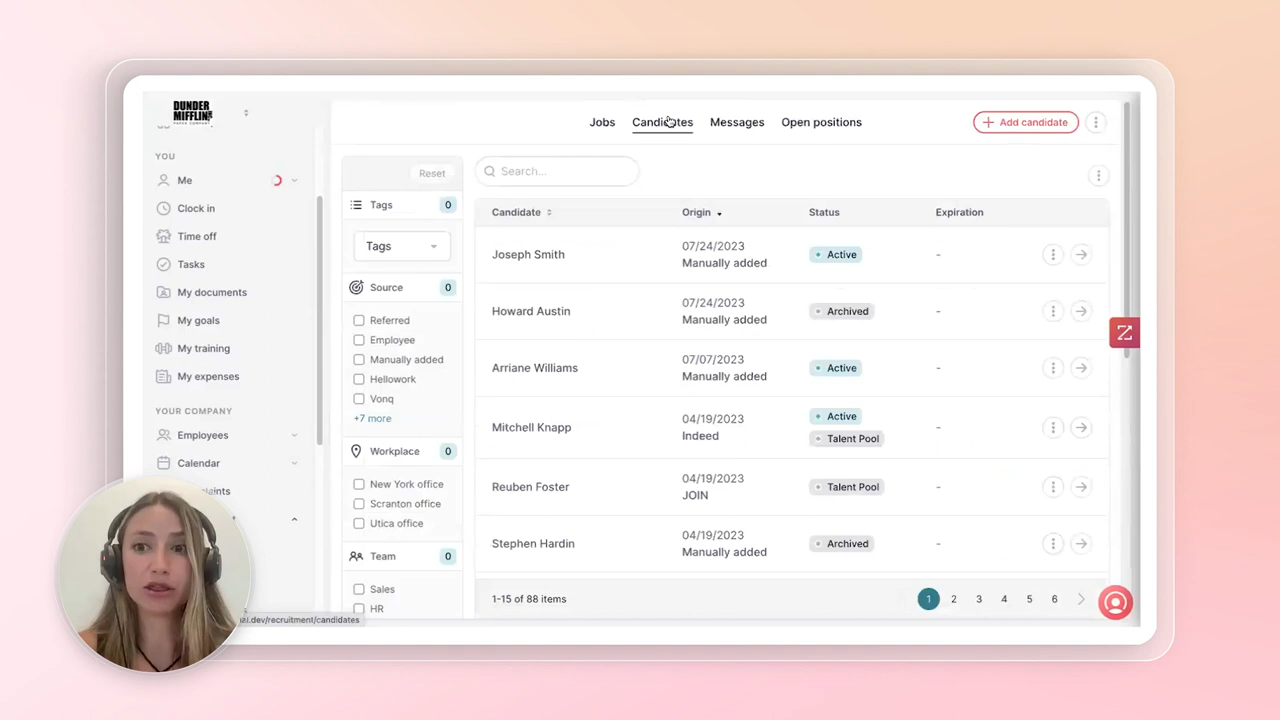 DUNDER
MIFFLIN
PAPER COMPANY
Jobs
Candidates
Messages
Open positions
Add candidate
YOU
Me
Clock in
Time off
Tasks
My documents
My goals
My training
My expenses
YOUR COMPANY
Employees
Calendar
Reset
Tags 0
Tags
Source 0
Referred
Employee
Manually added
Hellowork
Vonq
+7 more
Workplace 0
New York office
Scranton office
Utica office
Team 0
Sales
HR
Search...
Candidate Origin Status Expiration
Joseph Smith 07/24/2023 Manually added Active -
Howard Austin 07/24/2023 Manually added Archived -
Arriane Williams 07/07/2023 Manually added Active -
Mitchell Knapp 04/19/2023 Indeed Active Talent Pool -
Reuben Foster 04/19/2023 JOIN Talent Pool -
Stephen Hardin 04/19/2023 Manually added Archived -
1-15 of 88 items
1 2 3 4 5 6
i.dev/recruitment/candidates